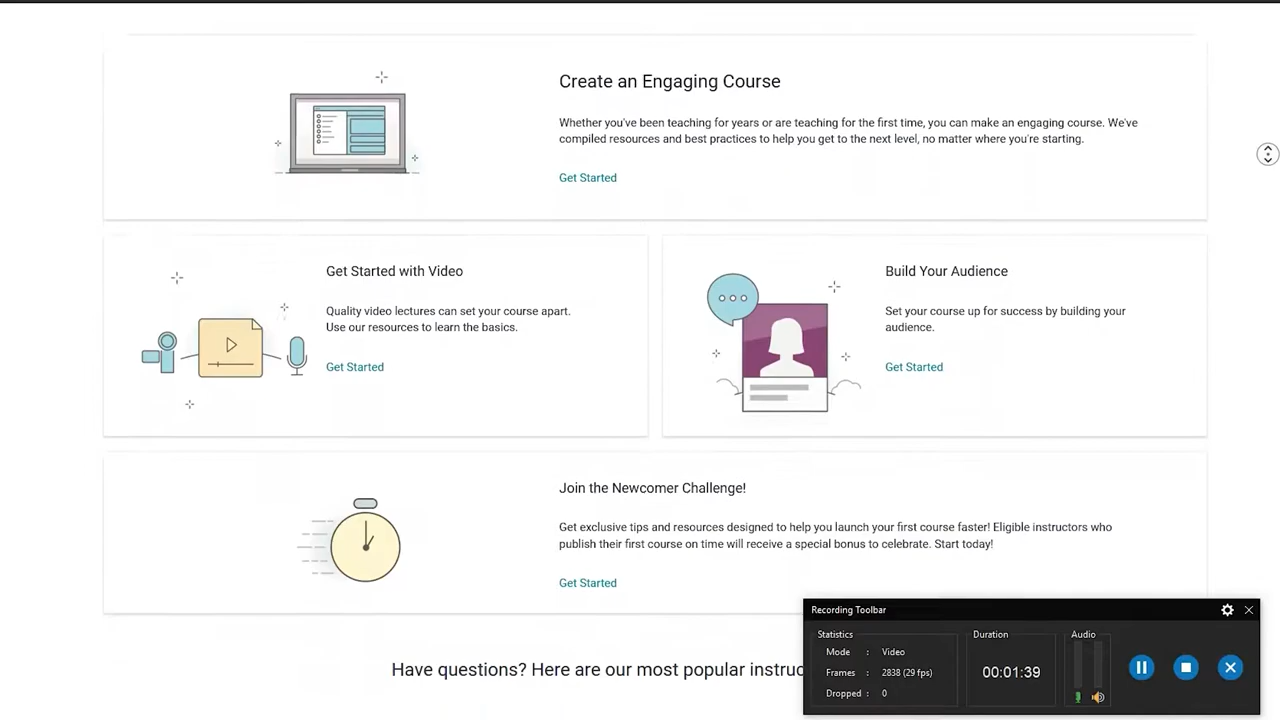 Create an Engaging Course
Whether you've been teaching for years or are teaching for the first time, you can make an engaging course. We've
compiled resources and best practices to help you get to the next level, no matter where you're starting.
Get Started
Get Started with Video
Quality video lectures can set your course apart.
Use our resources to learn the basics.
Get Started
Build Your Audience
Set your course up for success by building your
audience.
Get Started
Join the Newcomer Challenge!
Get exclusive tips and resources designed to help you launch your first course faster! Eligible instructors who
publish their first course on time will receive a special bonus to celebrate. Start today!
Get Started
Have questions? Here are our most popular instruc
Recording Toolbar
Statistics
Mode : Video
Frames : 2838 (29 fps)
Dropped : 0
Duration
00:01:39
Audio